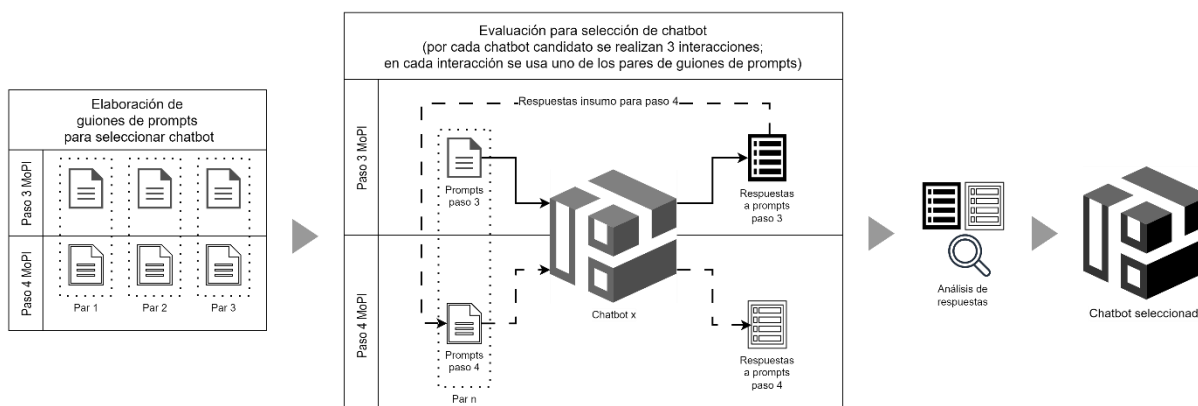 Elaboración de
guiones de prompts
para seleccionar chatbot
Paso 3 MoPI
Paso 4 MoPI
Par 1
Par 2
Par 3
Evaluación para selección de chatbot
(por cada chatbot candidato se realizan 3 interacciones;
en cada interacción se usa uno de los pares de guiones de prompts)
Paso 3 MoPI
Respuestas insumo para paso 4
Prompts
paso 3
Respuestas
a prompts
paso 3
Paso 4 MoPI
Chatbot x
Prompts
paso 4
Respuestas
a prompts
paso 4
Par n
Análisis de
respuestas
Chatbot seleccionad